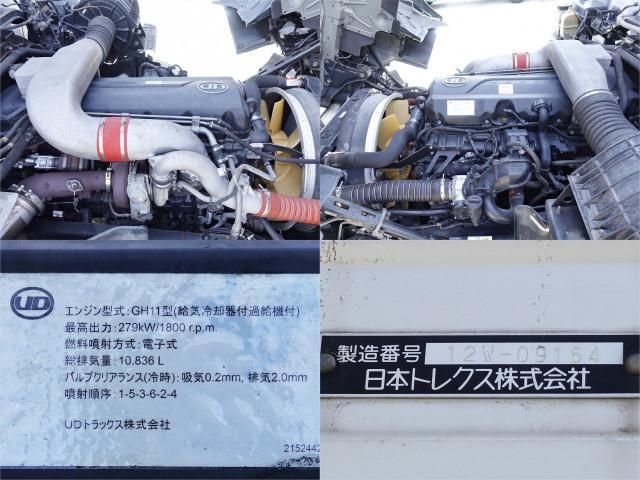 UD
UD
UD
エンジン型式:GH11型(給気冷却器付過給機付)
最高出力:279kW/1800 r.p.m.
燃料噴射方式:電子式
総排気量:10.836 L
バルブクリアランス(冷時):吸気0.2mm, 排気2.0mm
噴射順序:1-5-3-6-2-4
UDトラックス株式会社
2152442
製造番号 12W-09164
日本トレクス株式会社